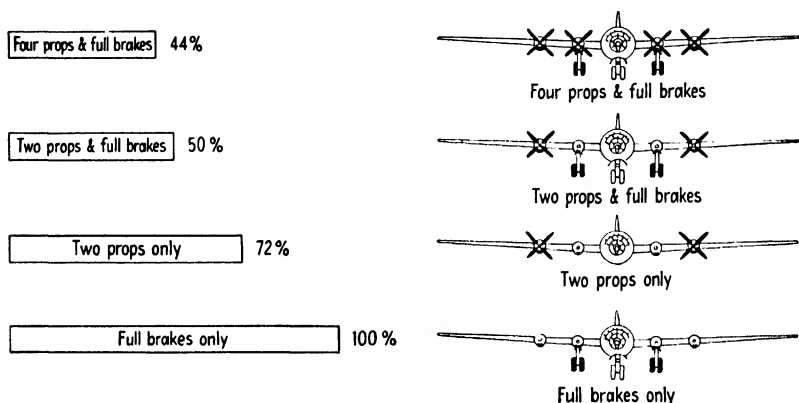 Four props & full brakes 44%
Four props & full brakes
Two props & full brakes 50%
Two props & full brakes
Two props only 72%
Two props only
Full brakes only 100%
Full brakes only